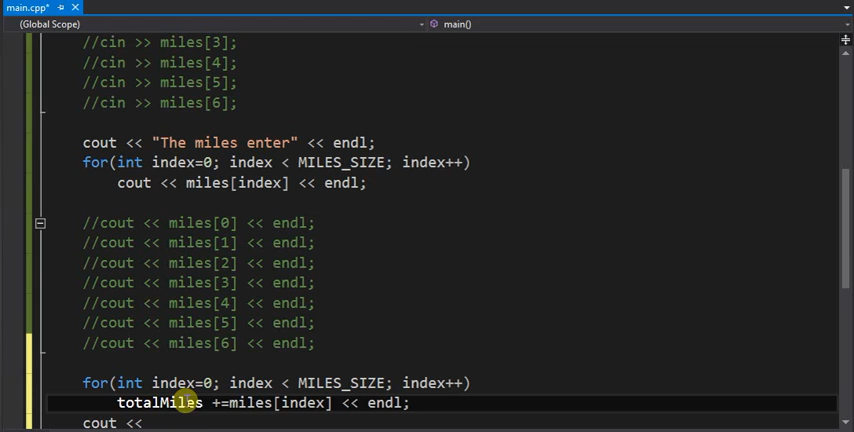 main.cpp*
(Global Scope) main()
//cin >> miles[3];
//cin >> miles[4];
//cin >> miles[5];
//cin >> miles[6];
cout << "The miles enter" << endl;
for(int index=0; index < MILES_SIZE; index++)
cout << miles[index] << endl;
//cout << miles[0] << endl;
//cout << miles[1] << endl;
//cout << miles[2] << endl;
//cout << miles[3] << endl;
//cout << miles[4] << endl;
//cout << miles[5] << endl;
//cout << miles[6] << endl;
for(int index=0; index < MILES_SIZE; index++)
totalMiles +=miles[index] << endl;
cout <<